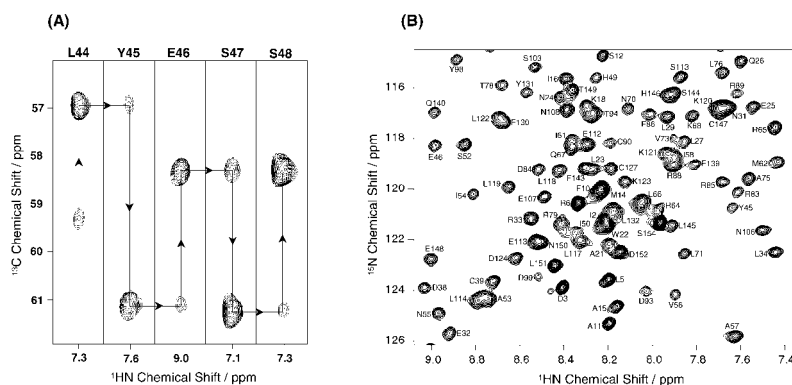 (A)
L44 Y45 E46 S47 S48
57
58
59
60
61
¹³C Chemical Shift / ppm
7.3 7.6 9.0 7.1 7.3
¹HN Chemical Shift / ppm
(B)
Y98 S103 S12 L76 Q26
116 I16 H49 S113
T78 Y131 T149 H146 S144 R89
Q140 N24 K18 N70 K120 E25
L122 F130 N108 T94 F86 L29 K68 C147 N31 H65
118 I61 E112 V73 L27
E46 S52 Q67 C90 K121 I58
D84 L23 C127 R88 F139 M62
L118 F143 A75
120 L119 K123 R85
I54 E107 F10 M14 L66 R83
R6 H64 Y45
R33 R79 I2 L132
122 I50 S154 L145 N106
E113 N150 W22
E148 D124 L117 A21 D152 L71 L34
L151
D99 L5
124 D38 C39 D3 D93
L114 A53 V56
N55 A15
A11
126 E32 A57
¹⁵N Chemical Shift / ppm
9.0 8.8 8.6 8.4 8.2 8.0 7.8 7.6 7.4
¹HN Chemical Shift / ppm